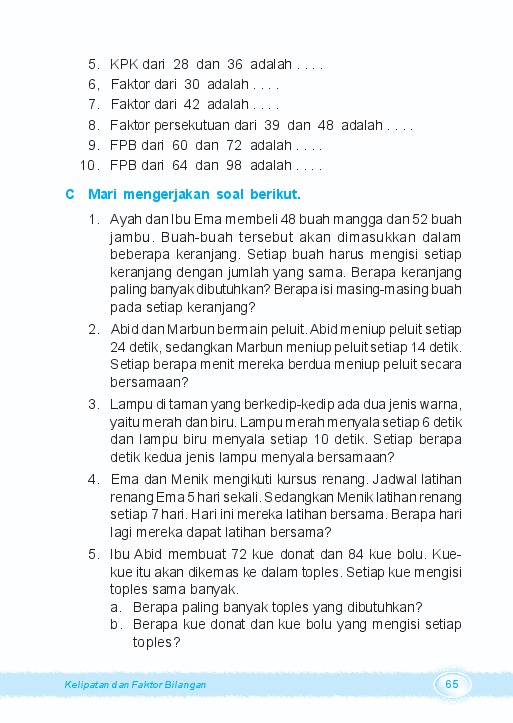 5. KPK dari 28 dan 36 adalah . . . .
6, Faktor dari 30 adalah . . . .
7. Faktor dari 42 adalah . . . .
8. Faktor persekutuan dari 39 dan 48 adalah . . . .
9. FPB dari 60 dan 72 adalah . . . .
10. FPB dari 64 dan 98 adalah . . . .
C Mari mengerjakan soal berikut.
1. Ayah dan Ibu Ema membeli 48 buah mangga dan 52 buah
jambu. Buah-buah tersebut akan dimasukkan dalam
beberapa keranjang. Setiap buah harus mengisi setiap
keranjang dengan jumlah yang sama. Berapa keranjang
paling banyak dibutuhkan? Berapa isi masing-masing buah
pada setiap keranjang?
2. Abid dan Marbun bermain peluit. Abid meniup peluit setiap
24 detik, sedangkan Marbun meniup peluit setiap 14 detik.
Setiap berapa menit mereka berdua meniup peluit secara
bersamaan?
3. Lampu di taman yang berkedip-kedip ada dua jenis warna,
yaitu merah dan biru. Lampu merah menyala setiap 6 detik
dan lampu biru menyala setiap 10 detik. Setiap berapa
detik kedua jenis lampu menyala bersamaan?
4. Ema dan Menik mengikuti kursus renang. Jadwal latihan
renang Ema 5 hari sekali. Sedangkan Menik latihan renang
setiap 7 hari. Hari ini mereka latihan bersama. Berapa hari
lagi mereka dapat latihan bersama?
5. Ibu Abid membuat 72 kue donat dan 84 kue bolu. Kue-
kue itu akan dikemas ke dalam toples. Setiap kue mengisi
toples sama banyak.
a. Berapa paling banyak toples yang dibutuhkan?
b. Berapa kue donat dan kue bolu yang mengisi setiap
toples?
Kelipatan dan Faktor Bilangan 65